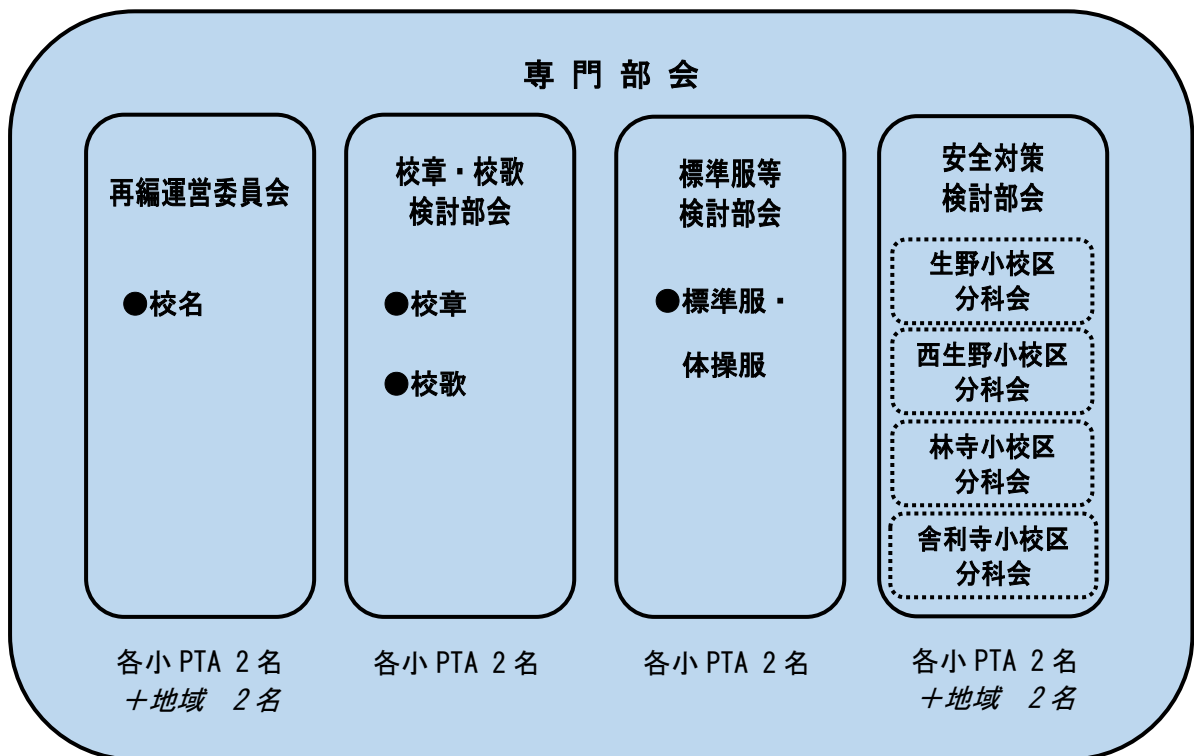 専門部会
再編運営委員会
●校名
各小 PTA 2 名
＋地域　2 名
校章・校歌
検討部会
●校章
●校歌
各小 PTA 2 名
標準服等
検討部会
●標準服・
体操服
各小 PTA 2 名
安全対策
検討部会
生野小校区
分科会
西生野小校区
分科会
林寺小校区
分科会
舎利寺小校区
分科会
各小 PTA 2 名
＋地域　2 名